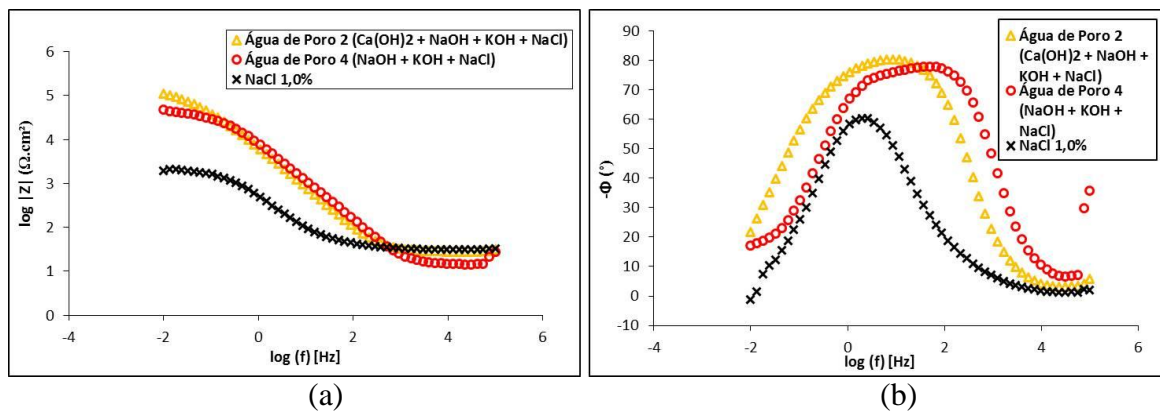 6
5
4
3
2
1
0
-4
-2
0
2
4
6
log |Z| (Ω.cm²)
log (f) [Hz]
Água de Poro 2 (Ca(OH)2 + NaOH + KOH + NaCl)
Água de Poro 4 (NaOH + KOH + NaCl)
NaCl 1,0%
(a)
-90
80
70
60
50
40
30
20
10
0
-10
-4
-2
0
2
4
6
-Φ (°)
log (f) [Hz]
Água de Poro 2
(Ca(OH)2 + NaOH +
KOH + NaCl)
Água de Poro 4
(NaOH + KOH +
NaCl)
NaCl 1,0%
(b)